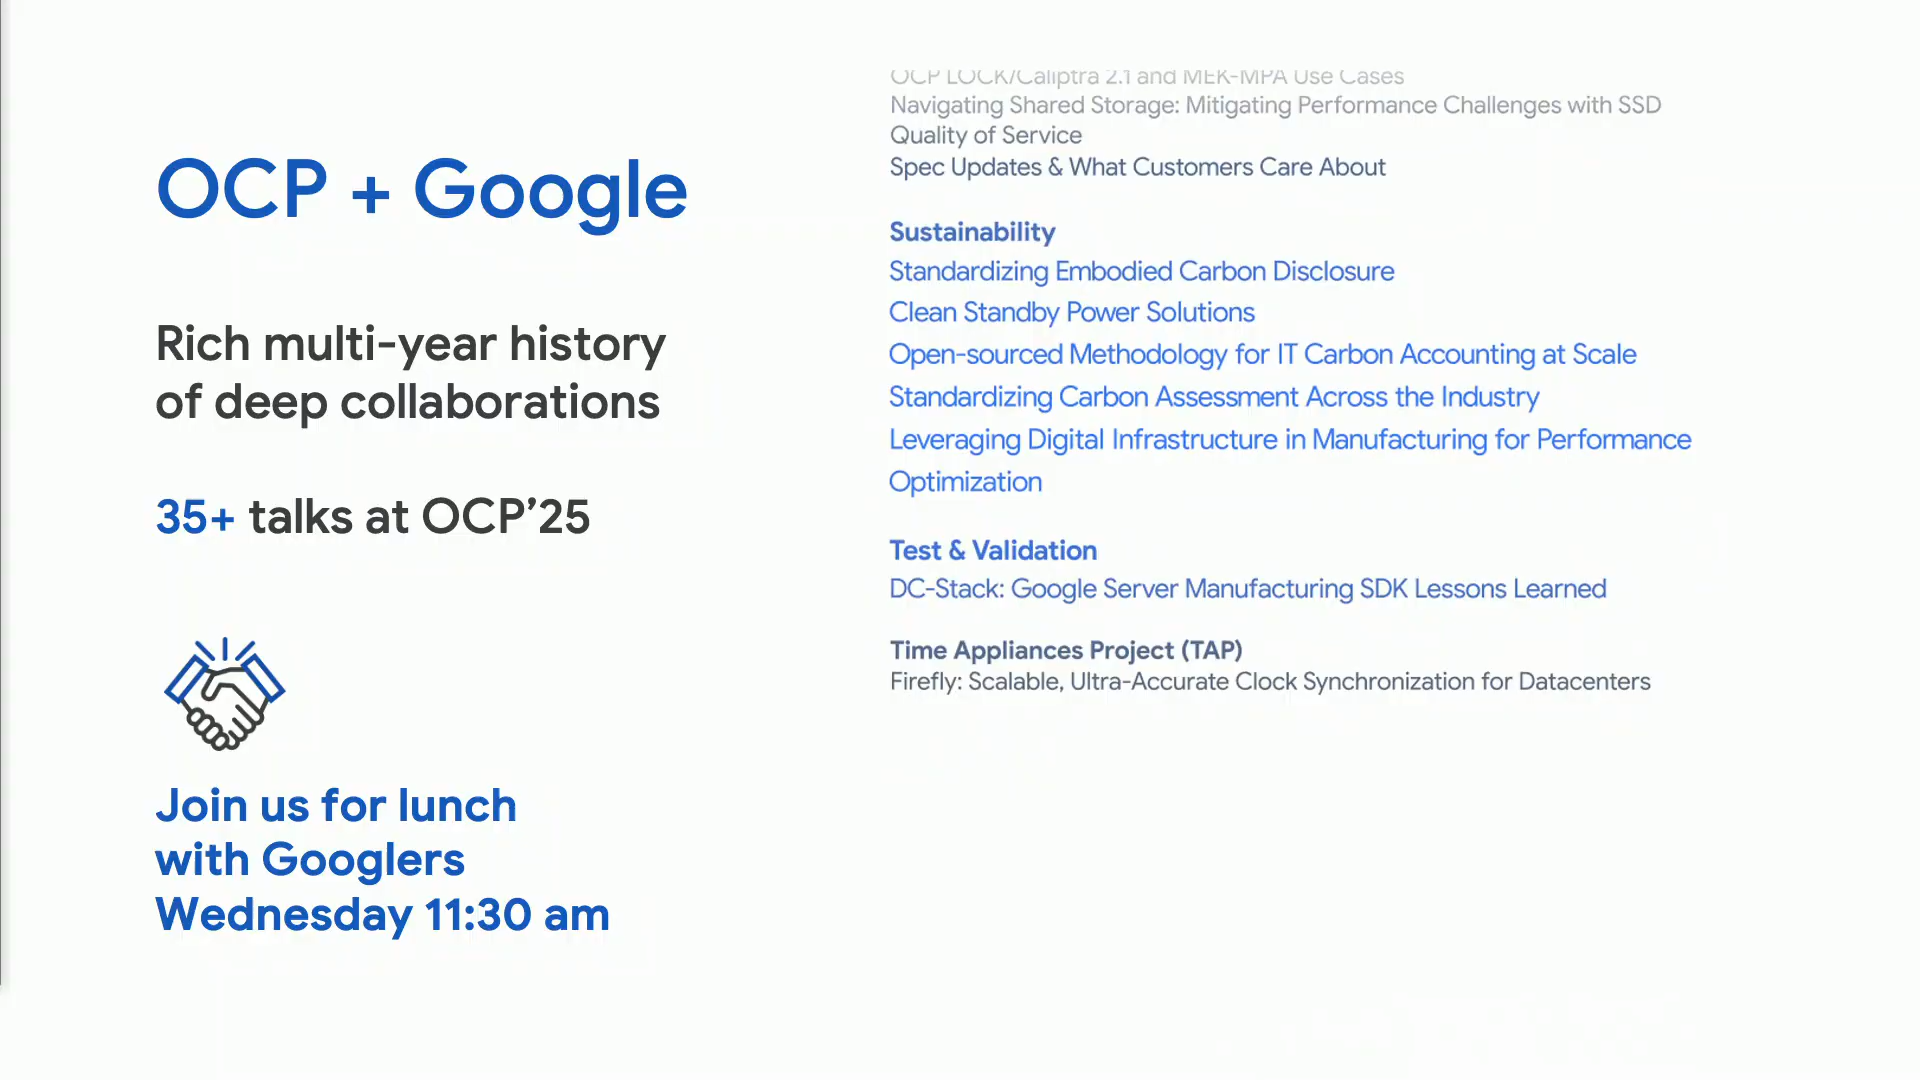 OCP + Google
Rich multi-year history
of deep collaborations
35+ talks at OCP’25
Join us for lunch
with Googlers
Wednesday 11:30 am
OCP LOCK/Caliptra 2.1 and MEK-MPA Use Cases
Navigating Shared Storage: Mitigating Performance Challenges with SSD
Quality of Service
Spec Updates & What Customers Care About
Sustainability
Standardizing Embodied Carbon Disclosure
Clean Standby Power Solutions
Open-sourced Methodology for IT Carbon Accounting at Scale
Standardizing Carbon Assessment Across the Industry
Leveraging Digital Infrastructure in Manufacturing for Performance
Optimization
Test & Validation
DC-Stack: Google Server Manufacturing SDK Lessons Learned
Time Appliances Project (TAP)
Firefly: Scalable, Ultra-Accurate Clock Synchronization for Datacenters